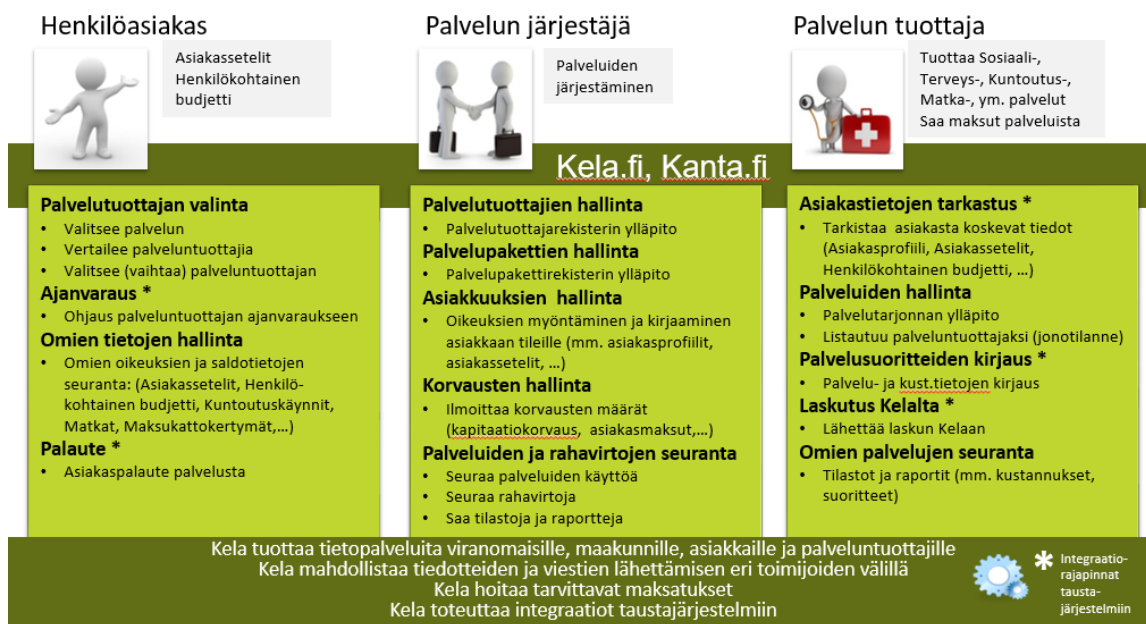 Henkilöasiakas
Asiakassetelit
Henkilökohtainen
budjetti
Palvelun järjestäjä
Palveluiden
järjestäminen
Palvelun tuottaja
Tuottaa Sosiaali-,
Terveys-, Kuntoutus-,
Matka-, ym. palvelut
Saa maksut palveluista
Kela.fi, Kanta.fi
Palvelutuottajan valinta
• Valitsee palvelun
• Vertailee palveluntuottajia
• Valitsee (vaihtaa) palveluntuottajan
Ajanvaraus *
• Ohjaus palveluntuottajan ajanvaraukseen
Omien tietojen hallinta
• Omien oikeuksien ja saldotietojen
seuranta: (Asiakassetelit, Henkilö-
kohtainen budjetti, Kuntoutuskäynnit,
Matkat, Maksukattokertymät,…)
Palaute *
• Asiakaspalaute palvelusta
Palvelutuottajien hallinta
• Palvelutuottajarekisterin ylläpito
Palvelupakettien hallinta
• Palvelupakettirekisterin ylläpito
Asiakkuuksien hallinta
• Oikeuksien myöntäminen ja kirjaaminen
asiakkaan tileille (mm. asiakasprofiilit,
asiakassetelit, …)
Korvausten hallinta
• Ilmoittaa korvausten määrät
(kapitaatiokorvaus, asiakasmaksut,…)
Palveluiden ja rahavirtojen seuranta
• Seuraa palveluiden käyttöä
• Seuraa rahavirtoja
• Saa tilastoja ja raportteja
Asiakastietojen tarkastus *
• Tarkistaa asiakasta koskevat tiedot
(Asiakasprofiili, Asiakassetelit,
Henkilökohtainen budjetti, …)
Palveluiden hallinta
• Palvelutarjonnan ylläpito
• Listautuu palveluntuottajaksi (jonotilanne)
Palvelusuoritteiden kirjaus *
• Palvelu- ja kust.tietojen kirjaus
Laskutus Kelalta *
• Lähettää laskun Kelaan
Omien palvelujen seuranta
• Tilastot ja raportit (mm. kustannukset,
suoritteet)
Kela tuottaa tietopalveluita viranomaisille, maakunnille, asiakkaille ja palveluntuottajille
Kela mahdollistaa tiedotteiden ja viestien lähettämisen eri toimijoiden välillä
Kela hoitaa tarvittavat maksatukset
Kela toteuttaa integraatiot taustajärjestelmiin
* Integraatio-
rajapinnat
tausta-
järjestelmiin